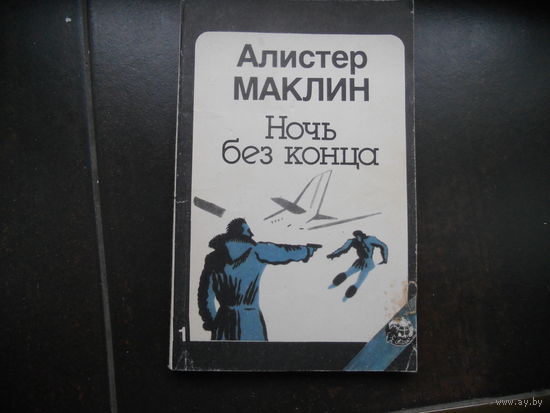 Алистер
МАКЛИН
Ночь
без конца
1
www.ay.by